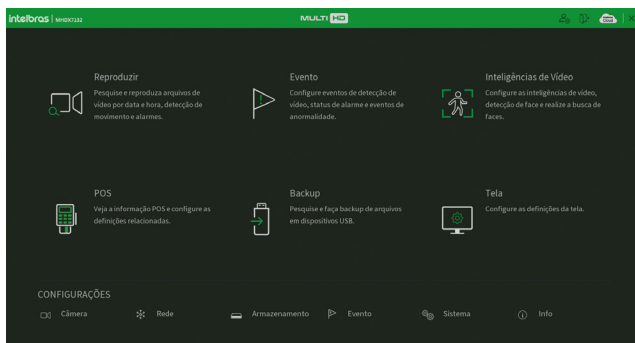 intelbras | MHDX7132
MULTI HD
Reproduzir
Pesquise e reproduza arquivos de
vídeo por data e hora, detecção de
movimento e alarmes.
Evento
Configure eventos de detecção de
vídeo, status de alarme e eventos de
anormalidade.
Inteligências de Vídeo
Configure as inteligências de vídeo,
detecção de face e realize a busca de
faces.
POS
Veja a informação POS e configure as
definições relacionadas.
Backup
Pesquise e faça backup de arquivos
em dispositivos USB.
Tela
Configure as definições da tela.
CONFIGURAÇÕES
Câmera
Rede
Armazenamento
Evento
Sistema
Info